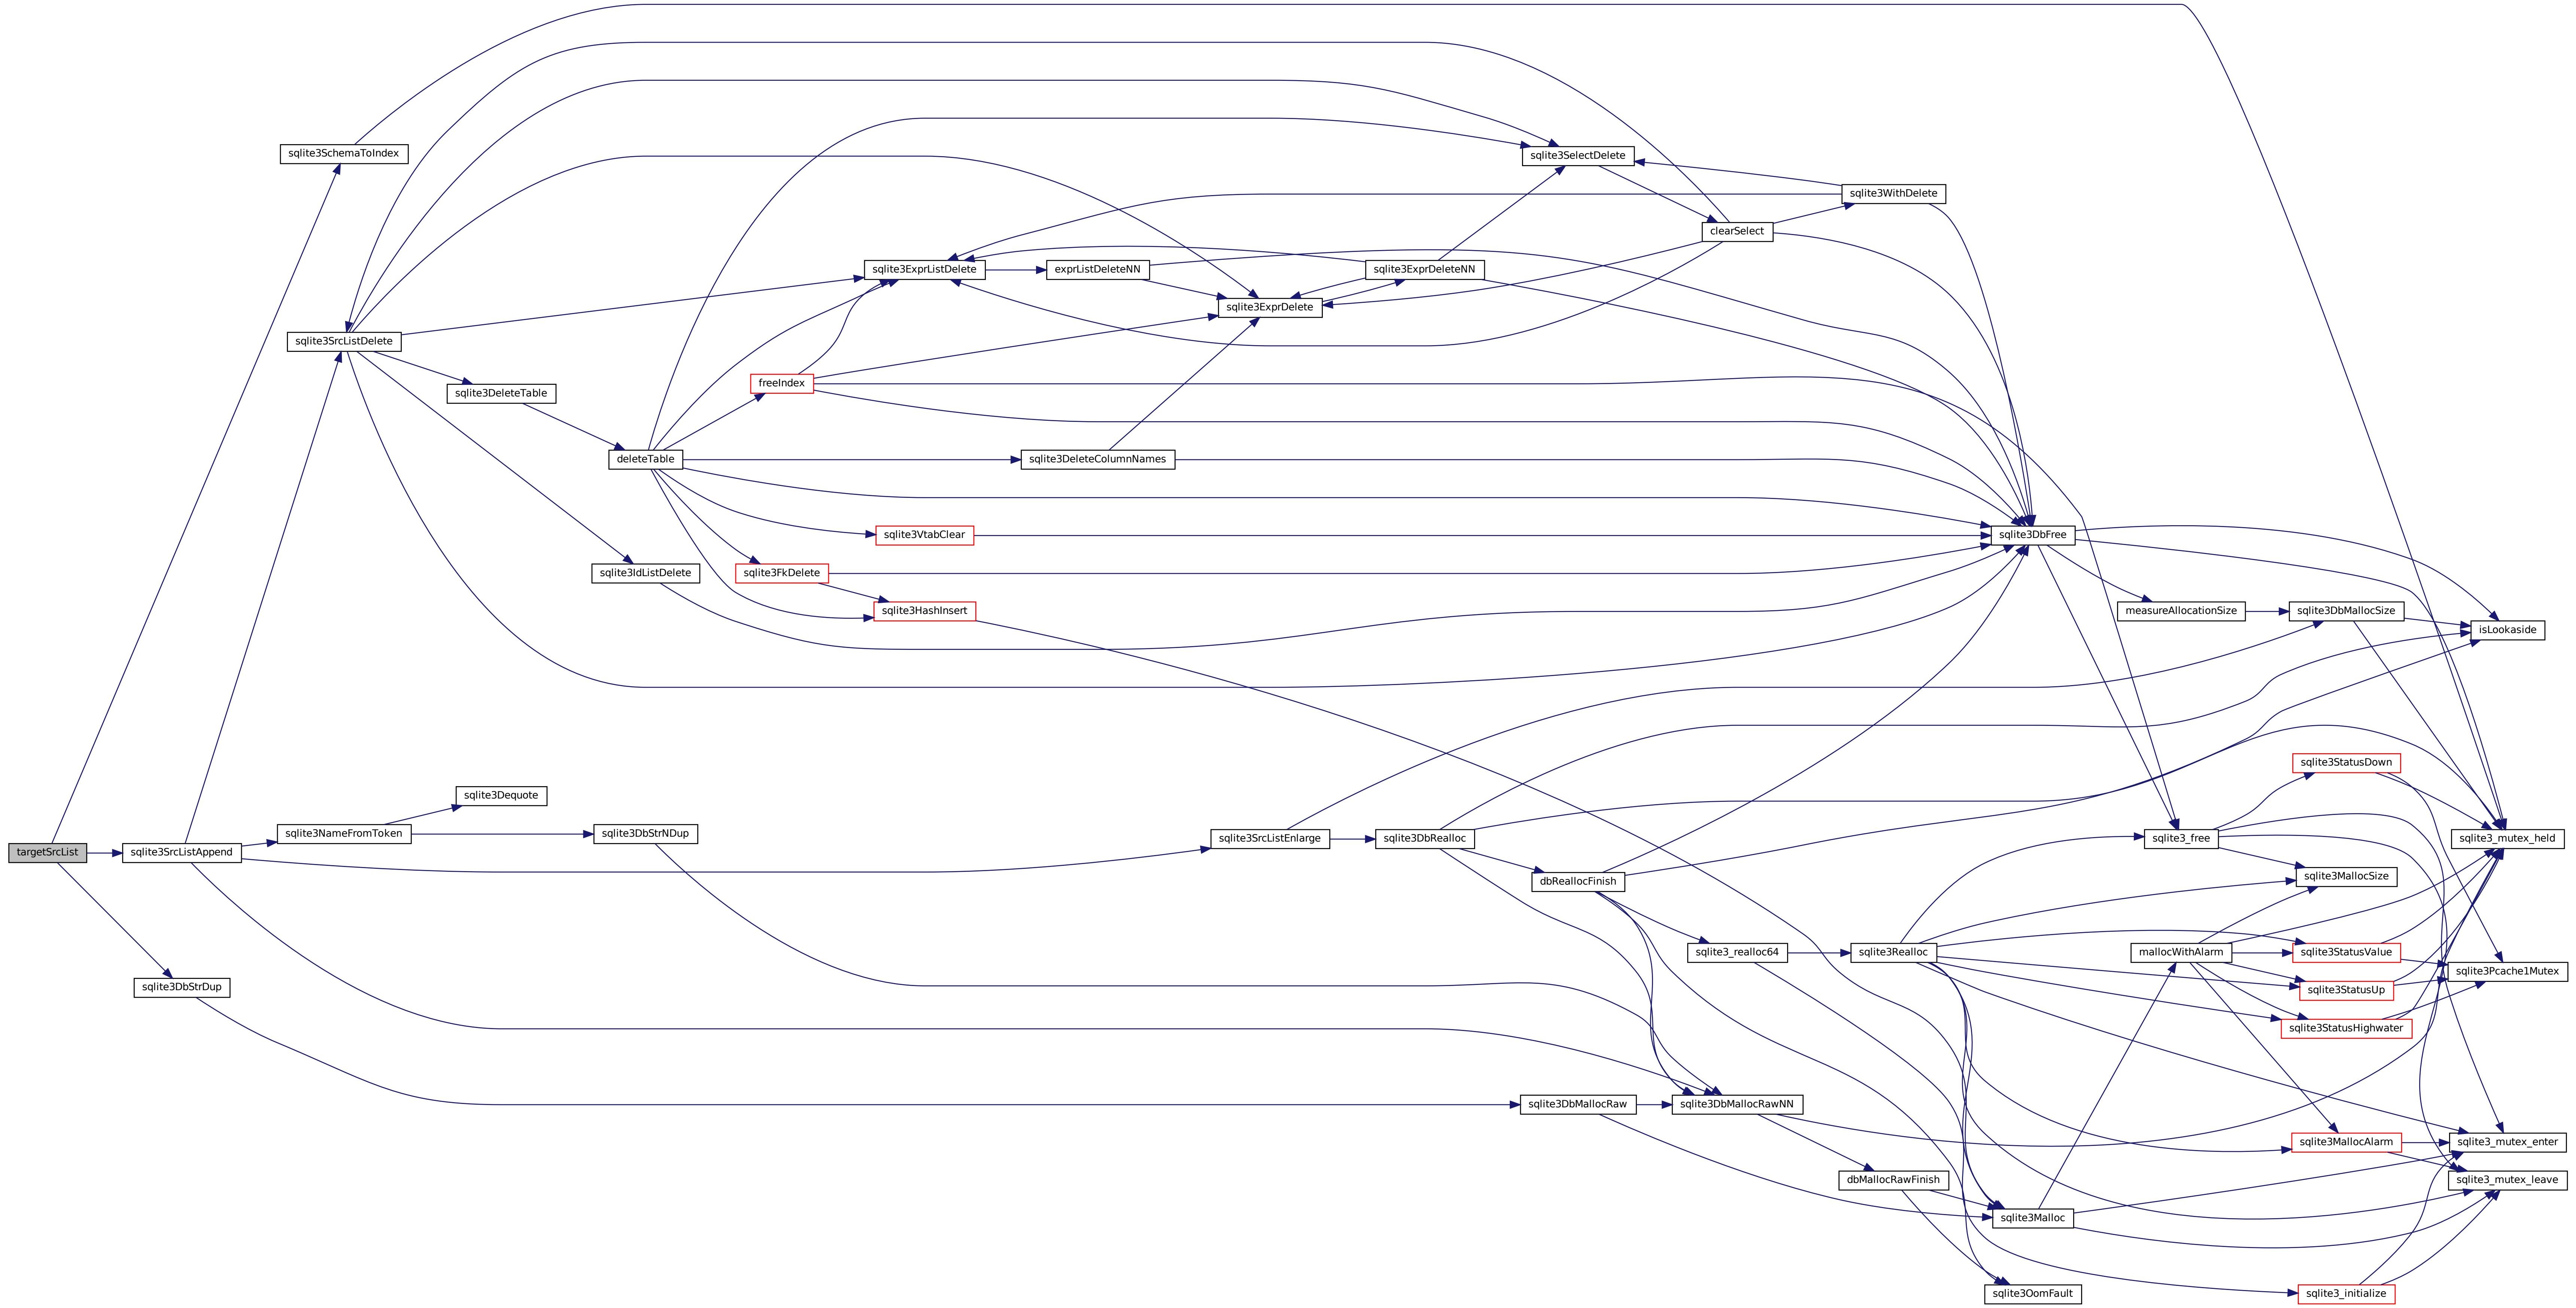 sqlite3SchemaToIndex
sqlite3SelectDelete
sqlite3WithDelete
clearSelect
sqlite3ExprListDelete
exprListDeleteNN
sqlite3ExprDeleteNN
sqlite3ExprDelete
sqlite3SrcListDelete
freeIndex
sqlite3DeleteTable
deleteTable
sqlite3DeleteColumnNames
sqlite3VtabClear
sqlite3DbFree
sqlite3IdListDelete
sqlite3FkDelete
sqlite3HashInsert
measureAllocationSize
sqlite3DbMallocSize
isLookaside
sqlite3StatusDown
sqlite3Dequote
sqlite3NameFromToken
sqlite3DbStrNDup
sqlite3SrcListEnlarge
sqlite3DbRealloc
sqlite3_free
sqlite3_mutex_held
targetSrcList
sqlite3SrcListAppend
dbReallocFinish
sqlite3MallocSize
sqlite3_realloc64
sqlite3Realloc
mallocWithAlarm
sqlite3StatusValue
sqlite3Pcache1Mutex
sqlite3DbStrDup
sqlite3StatusUp
sqlite3StatusHighwater
sqlite3DbMallocRaw
sqlite3DbMallocRawNN
sqlite3MallocAlarm
sqlite3_mutex_enter
dbMallocRawFinish
sqlite3_mutex_leave
sqlite3Malloc
sqlite3OomFault
sqlite3_initialize